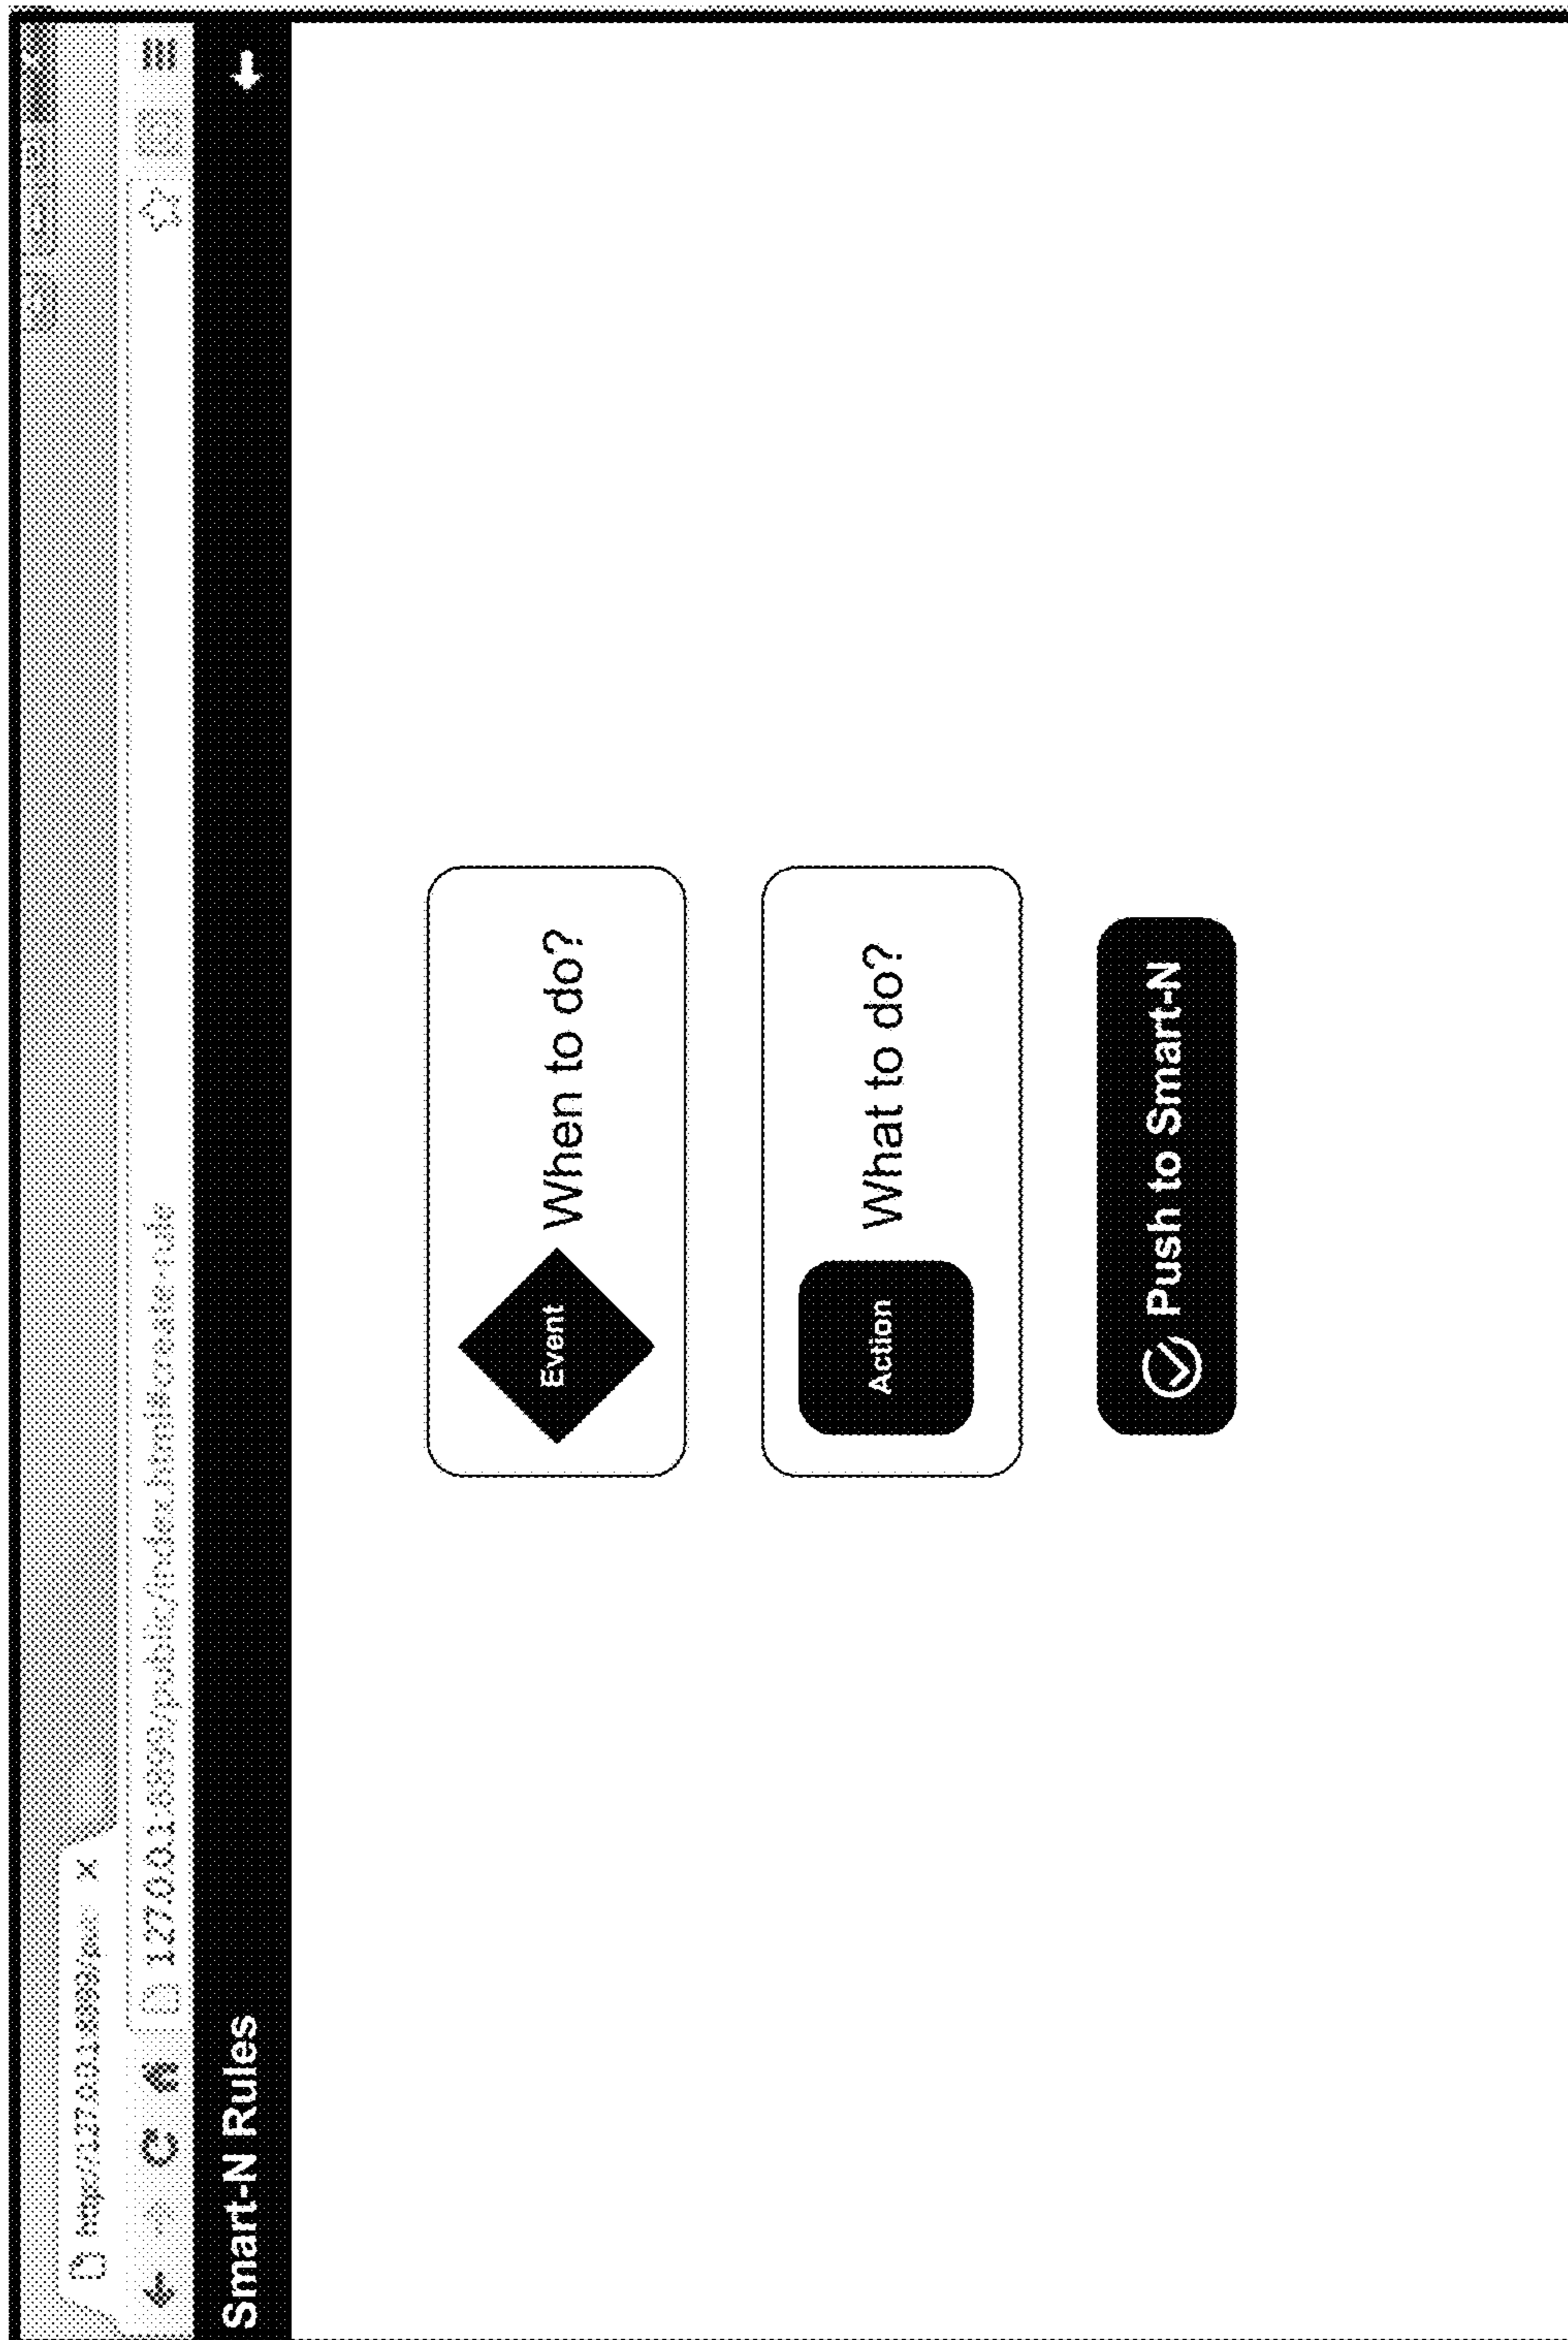 127.0.0.1:8999/public/index.html#create-rule
Smart-N Rules
Event When to do?
Action What to do?
Push to Smart-N